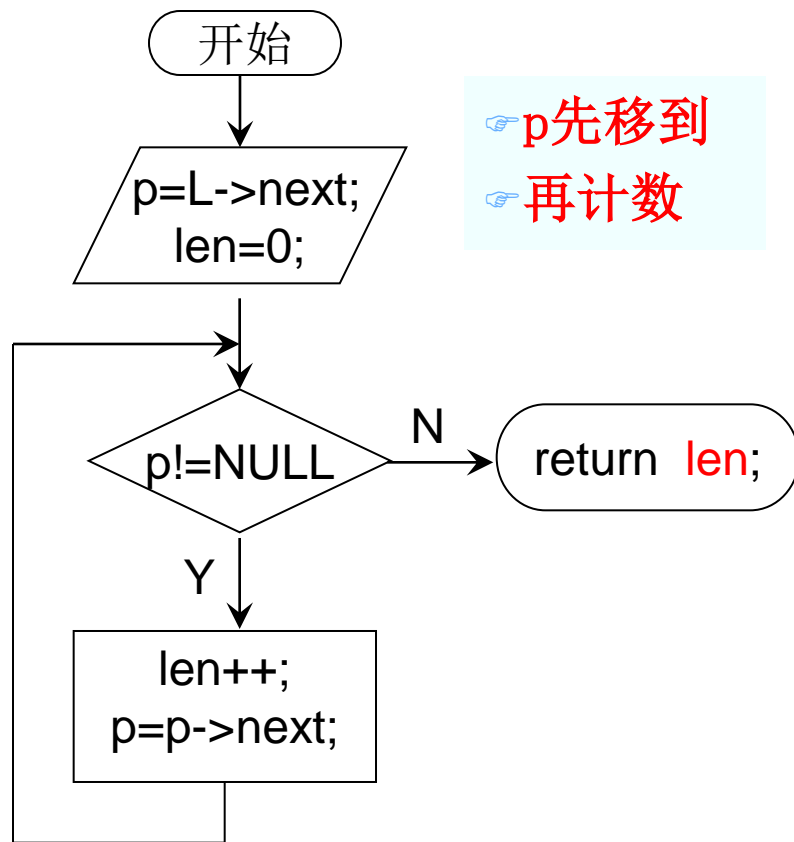 开始
p先移到
再计数
p=L->next;
len=0;
p!=NULL
N
return len;
Y
len++;
p=p->next;